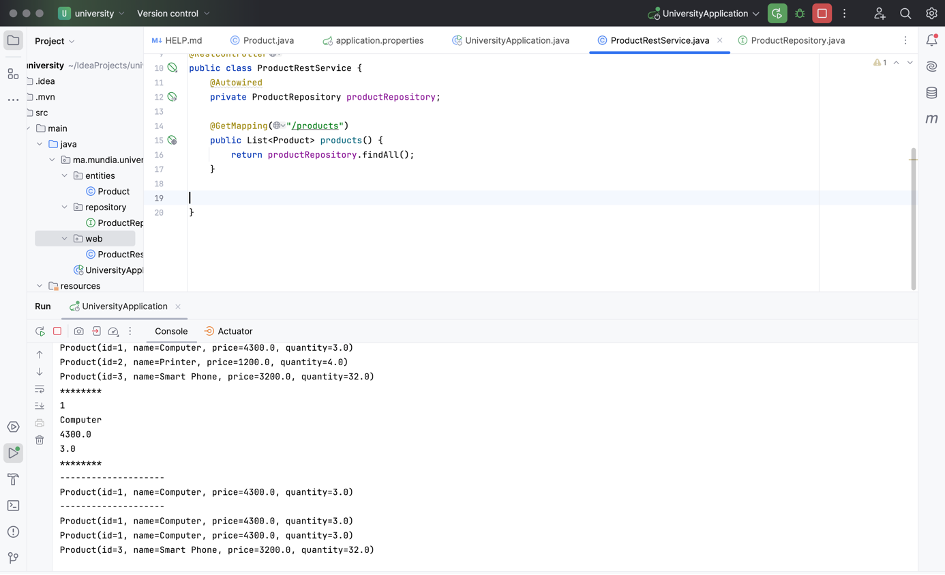 U university
Version control
UniversityApplication
Project
HELP.md
Product.java
application.properties
UniversityApplication.java
ProductRestService.java
ProductRepository.java
university ~/IdeaProjects/uni
.idea
.mvn
src
main
java
ma.mundia.univer
entities
Product
repository
ProductRep
web
ProductRes
UniversityAppl
resources
10 public class ProductRestService {
11 @Autowired
12 private ProductRepository productRepository;
13
14 @GetMapping("/products")
15 public List<Product> products() {
16 return productRepository.findAll();
17 }
18
19
20 }
1
m
Run
UniversityApplication
Console
Actuator
Product(id=1, name=Computer, price=4300.0, quantity=3.0)
Product(id=2, name=Printer, price=1200.0, quantity=4.0)
Product(id=3, name=Smart Phone, price=3200.0, quantity=32.0)
********
1
Computer
4300.0
3.0
********
--------------------
Product(id=1, name=Computer, price=4300.0, quantity=3.0)
--------------------
Product(id=1, name=Computer, price=4300.0, quantity=3.0)
Product(id=1, name=Computer, price=4300.0, quantity=3.0)
Product(id=3, name=Smart Phone, price=3200.0, quantity=32.0)